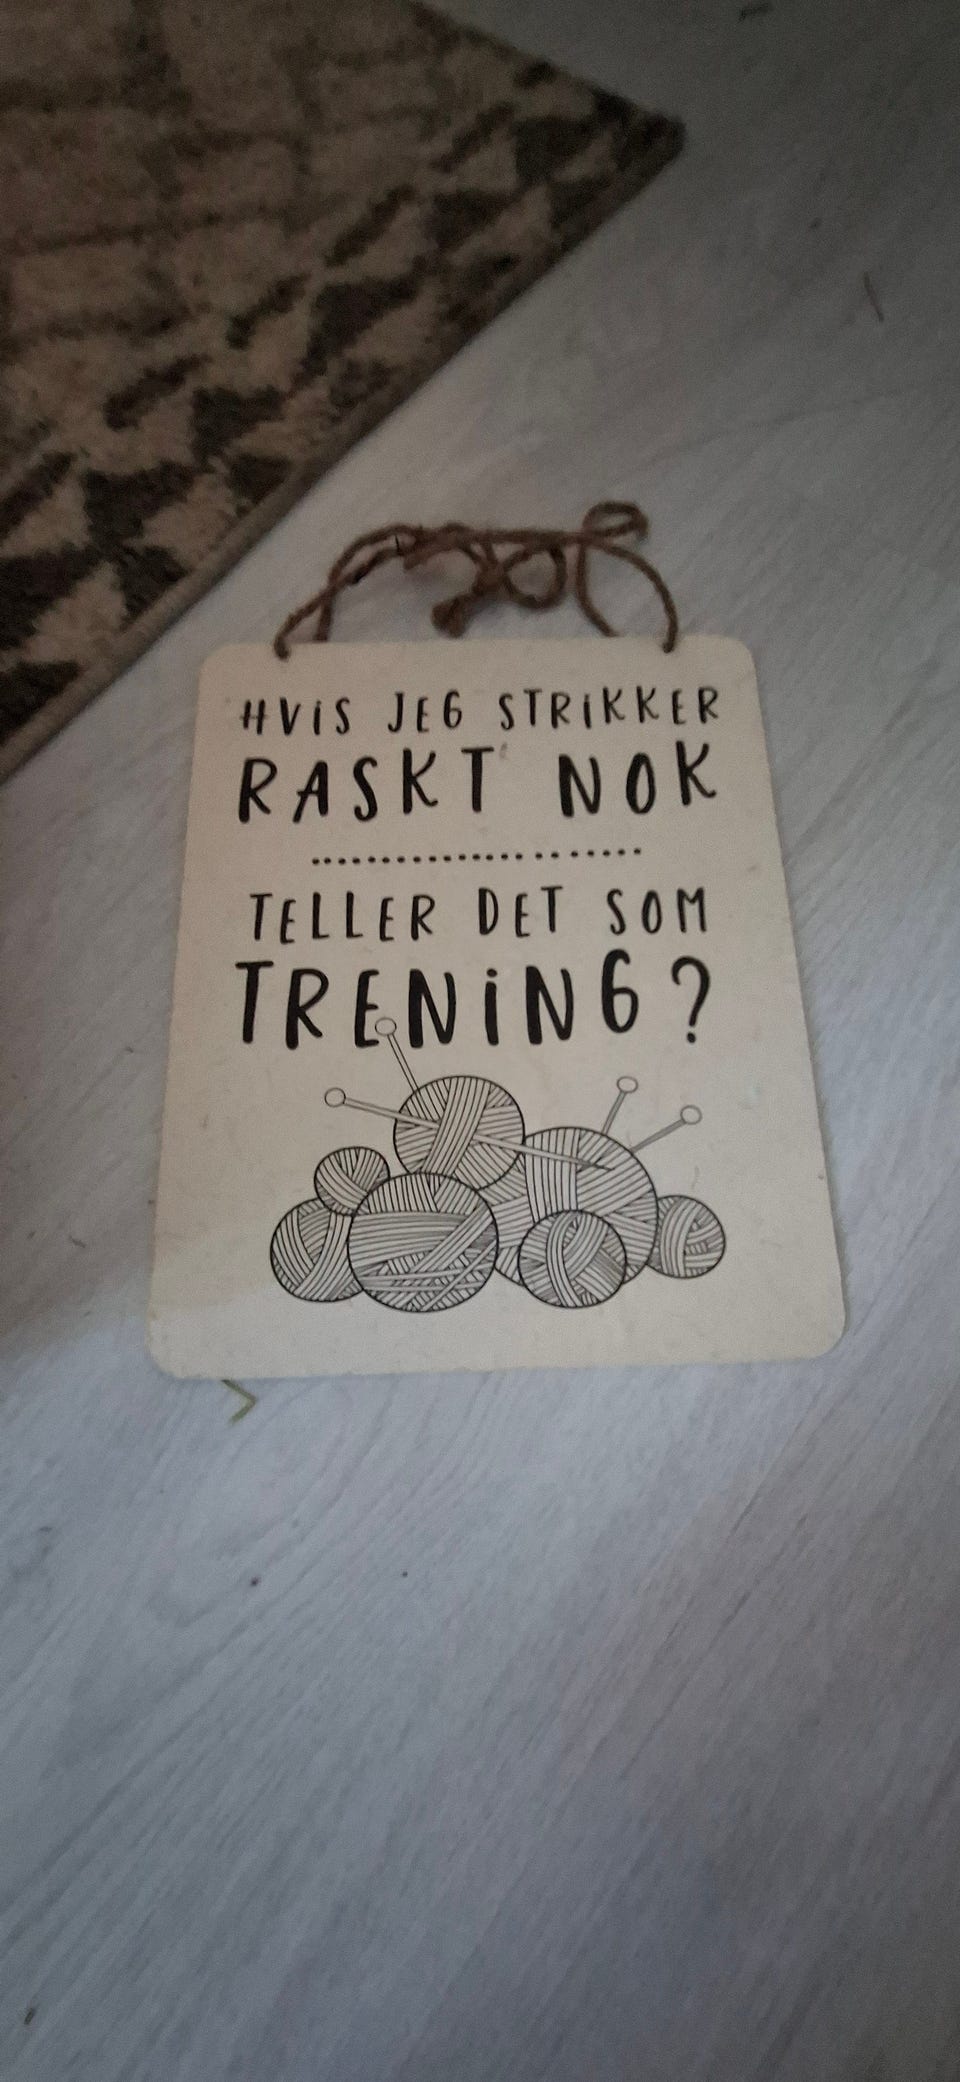 HVIS JEG STRIKKER
RASKT NOK
TELLER DET SOM
TRENING?